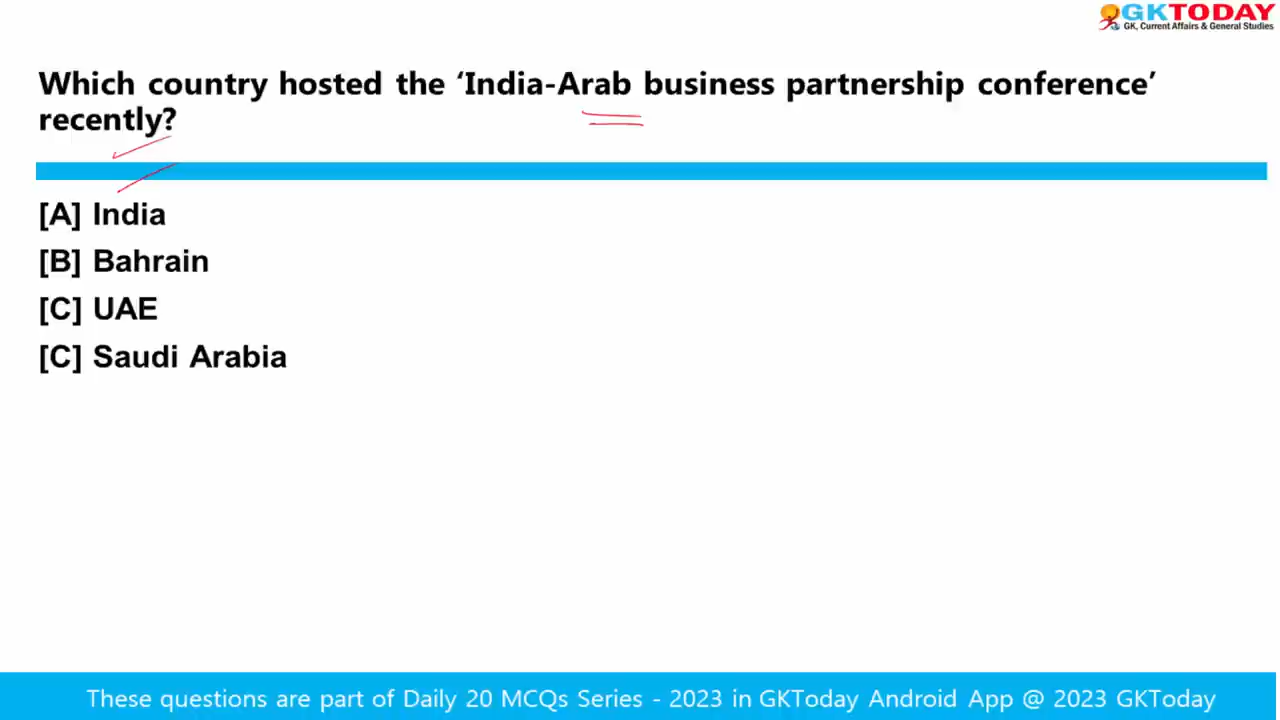 GKTODAY
GK, Current Affairs & General Studies
Which country hosted the ‘India-Arab business partnership conference’
recently?
[A] India
[B] Bahrain
[C] UAE
[C] Saudi Arabia
These questions are part of Daily 20 MCQs Series - 2023 in GKToday Android App @ 2023 GKToday